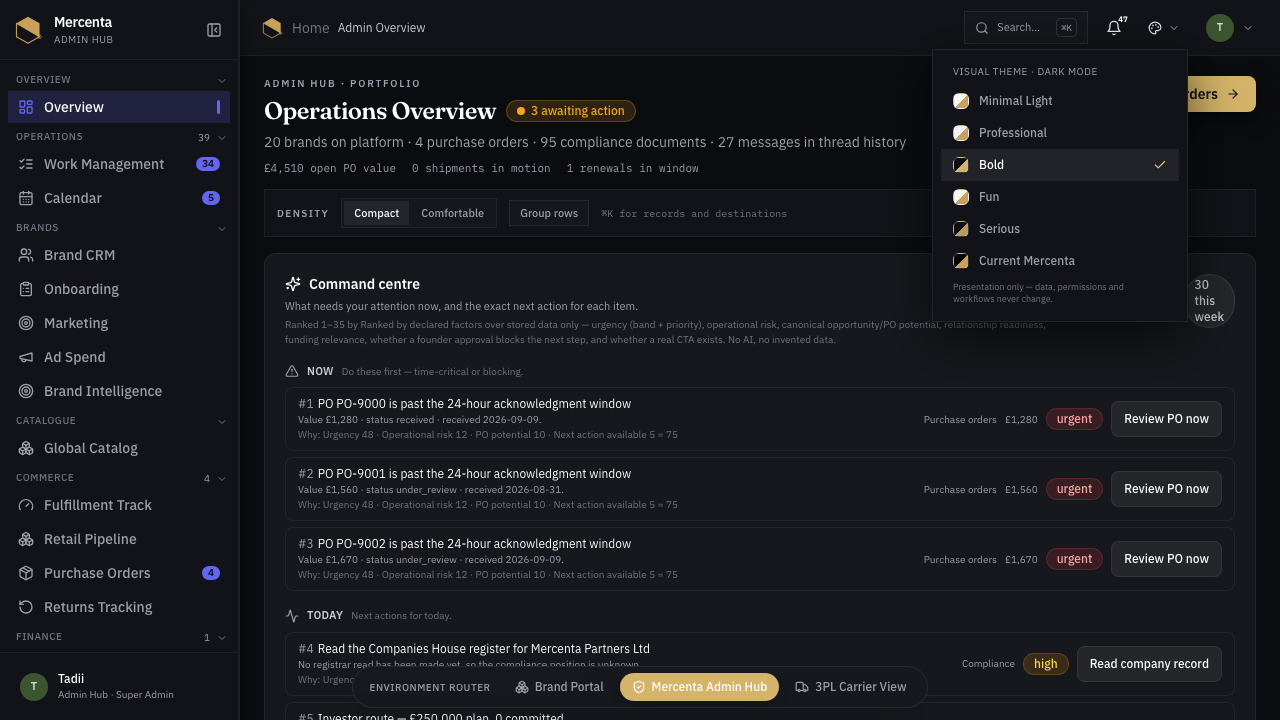 Mercenta
ADMIN HUB
OVERVIEW
Overview
OPERATIONS 39
Work Management 34
Calendar 5
BRANDS
Brand CRM
Onboarding
Marketing
Ad Spend
Brand Intelligence
CATALOGUE
Global Catalog
COMMERCE 4
Fulfillment Track
Retail Pipeline
Purchase Orders 4
Returns Tracking
FINANCE 1
T
Tadii
Admin Hub · Super Admin
Home Admin Overview
Search... ⌘K
47
T
ADMIN HUB · PORTFOLIO
Operations Overview 3 awaiting action
20 brands on platform · 4 purchase orders · 95 compliance documents · 27 messages in thread history
£4,510 open PO value 0 shipments in motion 1 renewals in window
DENSITY Compact Comfortable Group rows ⌘K for records and destinations
VISUAL THEME · DARK MODE
Minimal Light
Professional
Bold
Fun
Serious
Current Mercenta
Presentation only — data, permissions and
workflows never change.
Command centre
What needs your attention now, and the exact next action for each item.
Ranked 1–35 by Ranked by declared factors over stored data only — urgency (band + priority), operational risk, canonical opportunity/PO potential, relationship readiness,
funding relevance, whether a founder approval blocks the next step, and whether a real CTA exists. No AI, no invented data.
30
this
week
NOW Do these first — time-critical or blocking.
#1 PO PO-9000 is past the 24-hour acknowledgment window
Value £1,280 · status received · received 2026-09-09.
Why: Urgency 48 · Operational risk 12 · PO potential 10 · Next action available 5 = 75
Purchase orders £1,280 urgent Review PO now
#2 PO PO-9001 is past the 24-hour acknowledgment window
Value £1,560 · status under_review · received 2026-08-31.
Why: Urgency 48 · Operational risk 12 · PO potential 10 · Next action available 5 = 75
Purchase orders £1,560 urgent Review PO now
#3 PO PO-9002 is past the 24-hour acknowledgment window
Value £1,670 · status under_review · received 2026-09-09.
Why: Urgency 48 · Operational risk 12 · PO potential 10 · Next action available 5 = 75
Purchase orders £1,670 urgent Review PO now
TODAY Next actions for today.
#4 Read the Companies House register for Mercenta Partners Ltd
No registrar read has been made yet, so the compliance position is unknown.
Compliance high Read company record
ENVIRONMENT ROUTER Brand Portal Mercenta Admin Hub 3PL Carrier View
#5 Investor route — £250,000 plan, 0 committed